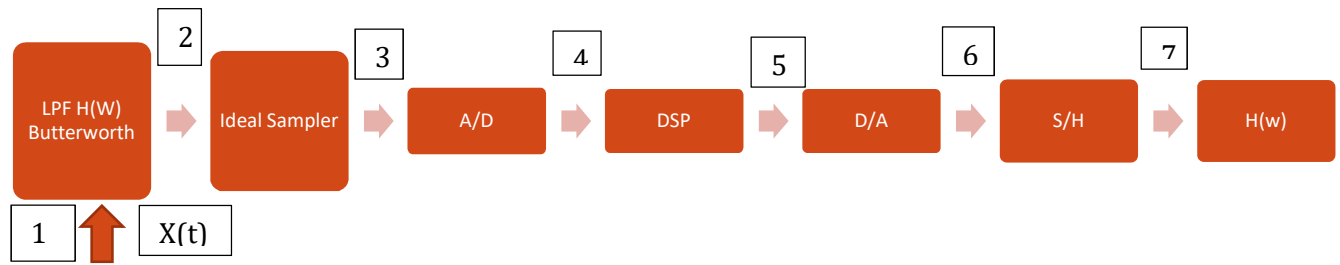 2
3
4
5
6
7
LPF H(W)
Butterworth
Ideal Sampler
A/D
DSP
D/A
S/H
H(w)
1
X(t)